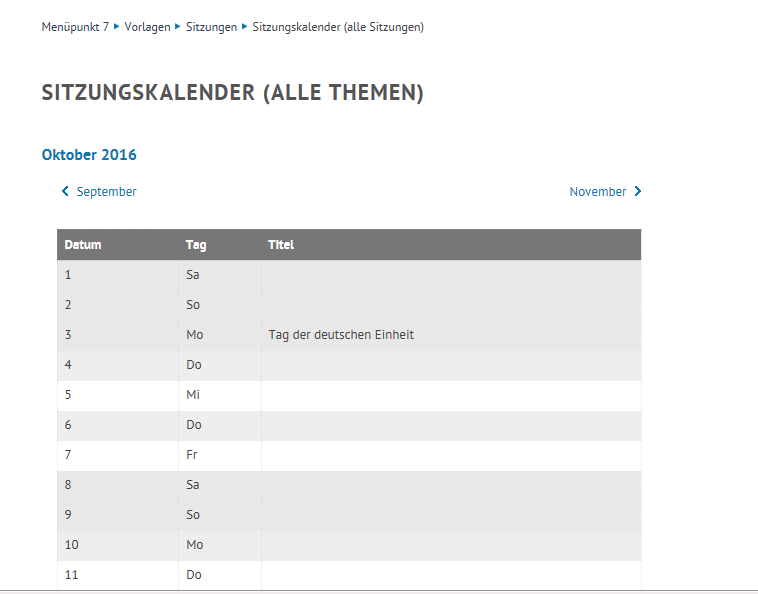 Menüpunkt 7 ▸ Vorlagen ▸ Sitzungen ▸ Sitzungskalender (alle Sitzungen)
SITZUNGSKALENDER (ALLE THEMEN)
Oktober 2016
September November
Datum Tag Titel
1 Sa
2 So
3 Mo Tag der deutschen Einheit
4 Do
5 Mi
6 Do
7 Fr
8 Sa
9 So
10 Mo
11 Do